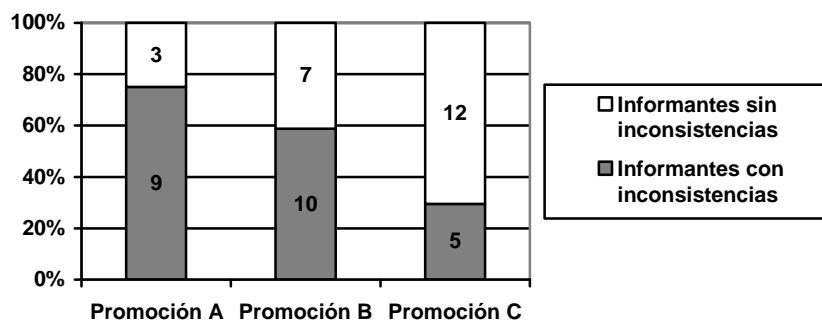 100%
80%
60%
40%
20%
0%
3
7
12
9
10
5
Promoción A
Promoción B
Promoción C
Informantes sin
inconsistencias
Informantes con
inconsistencias